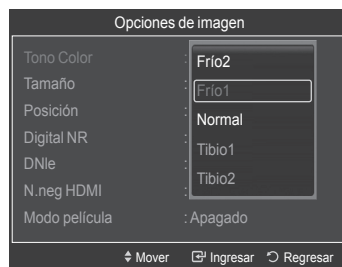 Opciones de imagen
Tono Color : Frío2
Tamaño : Frío1
Posición : Normal
Digital NR : Tibio1
DNIe : Tibio2
N.neg HDMI :
Modo película : Apagado
Mover Ingresar Regresar